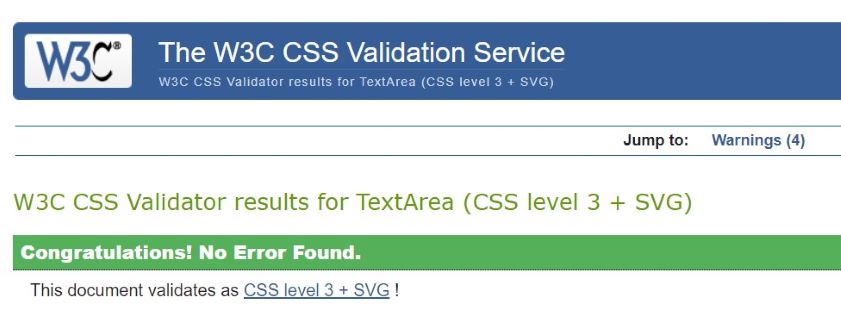 W3C® The W3C CSS Validation Service
W3C CSS Validator results for TextArea (CSS level 3 + SVG)
Jump to: Warnings (4)
W3C CSS Validator results for TextArea (CSS level 3 + SVG)
Congratulations! No Error Found.
This document validates as CSS level 3 + SVG !